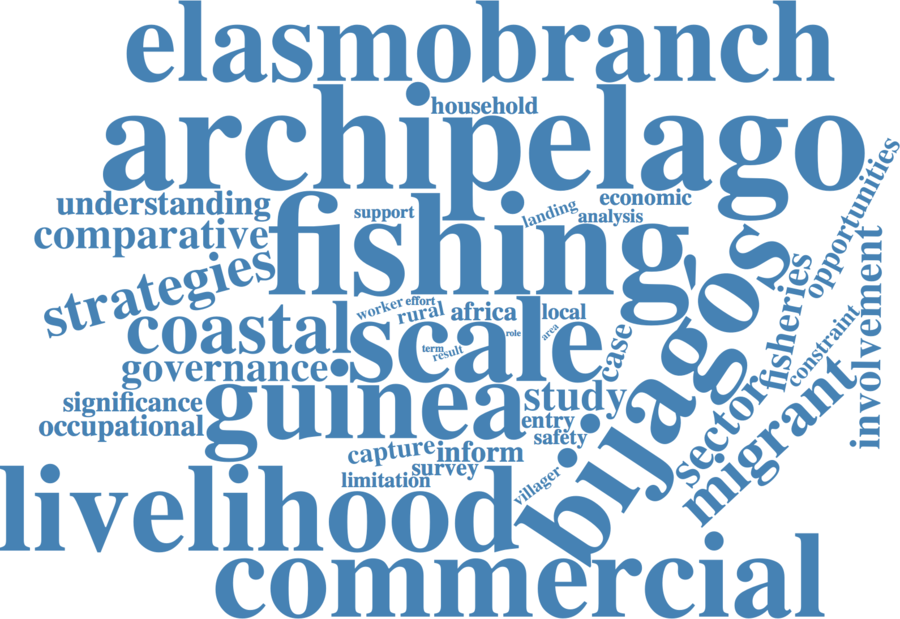 elasmobranch
household
archipelago
opportunities
understanding
support
landing
economic
analysis
comparative
fishing
strategies
bijagos
fisheries
involvement
worker
effort
rural
africa
local
coastal
scale
role
area
term
result
case
constraint
governance
guinea
study
sector
migrant
significance
occupational
entry
safety
capture
inform
survey
limitation
villager
livelihood
commercial